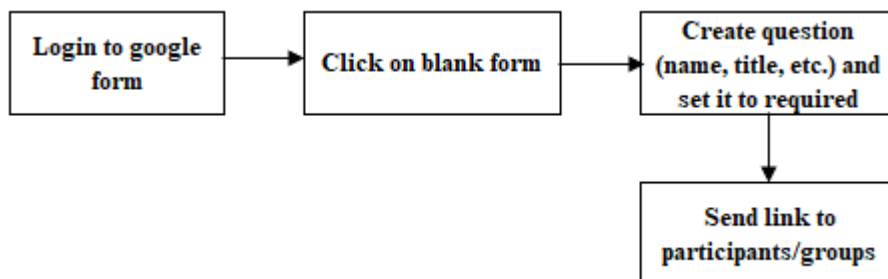 Login to google
form
Click on blank form
Create question
(name, title, etc.) and
set it to required
Send link to
participants/groups